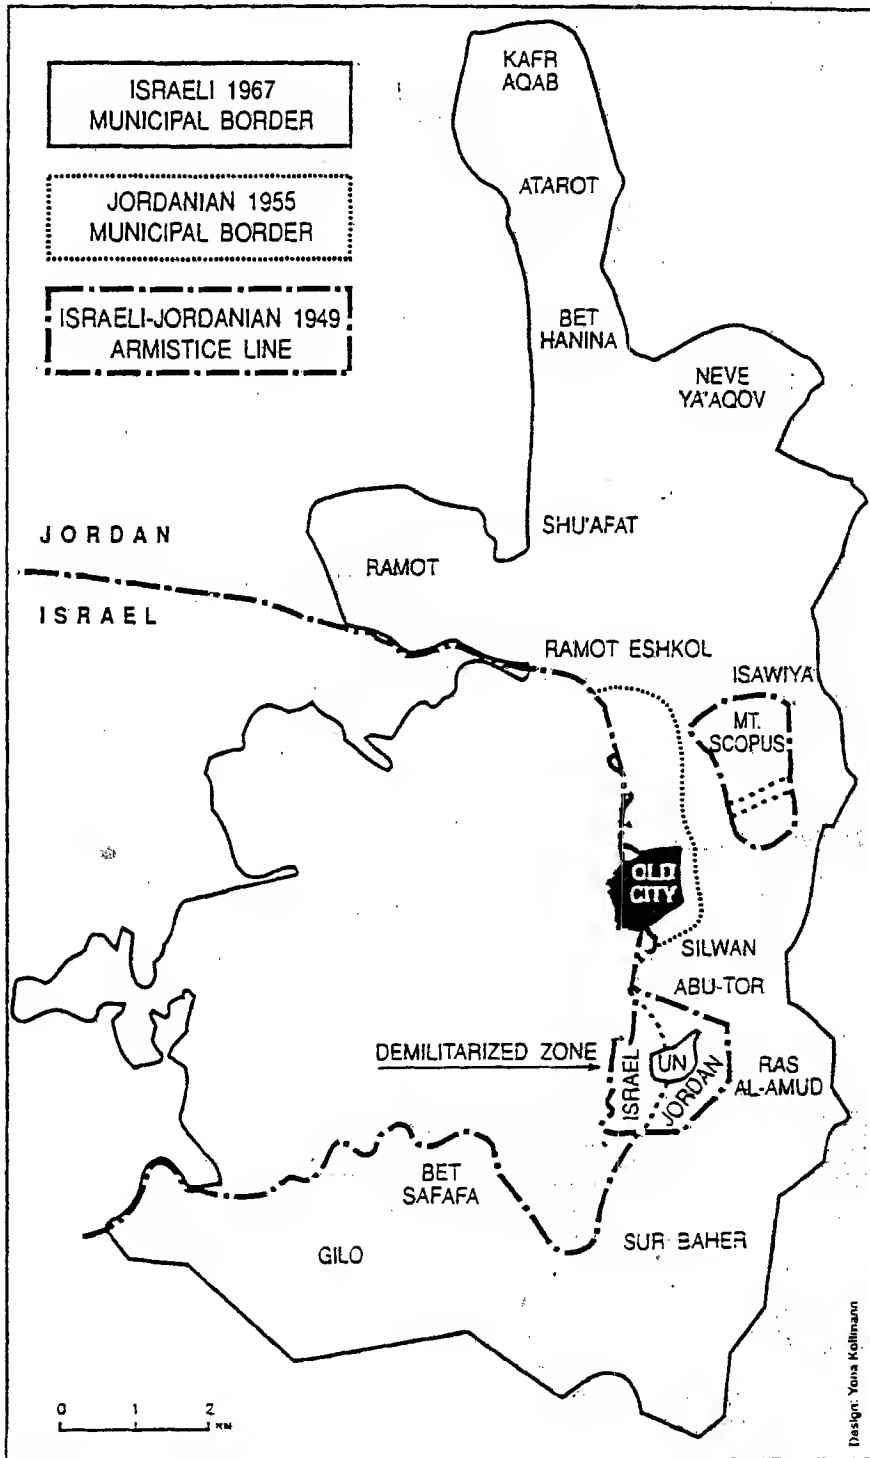 ISRAELI 1967
MUNICIPAL BORDER
JORDANIAN 1955
MUNICIPAL BORDER
ISRAELI-JORDANIAN 1949
ARMISTICE LINE
KAFR
AQAB
ATAROT
BET
HANINA
NEVE
YA'AQOV
SHU'AFAT
JORDAN
RAMOT
ISRAEL
RAMOT ESHKOL
ISAWIYA
MT.
SCOPUS
OLD
CITY
SILWAN
ABU-TOR
DEMILITARIZED ZONE
ISRAEL
UN
JORDAN
RAS
AL-AMUD
BET
SAFAFA
GILO
SUR BAHER
0 1 2
KM
Design: Yona Kollmann